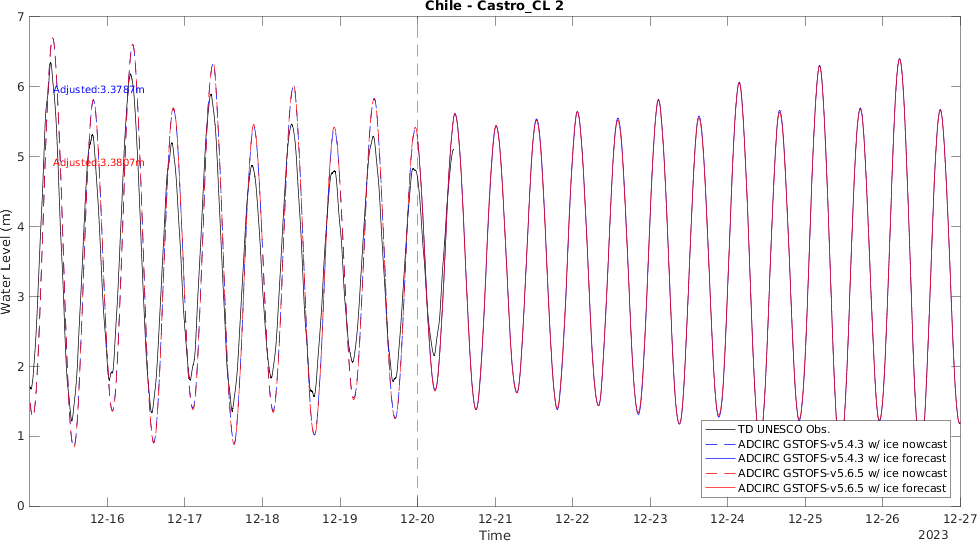 Chile - Castro_CL 2
7
6
5
4
3
2
1
0
Water Level (m)
Adjusted:3.3787m
Adjusted:3.3807m
TD UNESCO Obs.
ADCIRC GSTOFS-v5.4.3 w/ ice nowcast
ADCIRC GSTOFS-v5.4.3 w/ ice forecast
ADCIRC GSTOFS-v5.6.5 w/ ice nowcast
ADCIRC GSTOFS-v5.6.5 w/ ice forecast
12-16 12-17 12-18 12-19 12-20 12-21 12-22 12-23 12-24 12-25 12-26 12-27
Time
2023